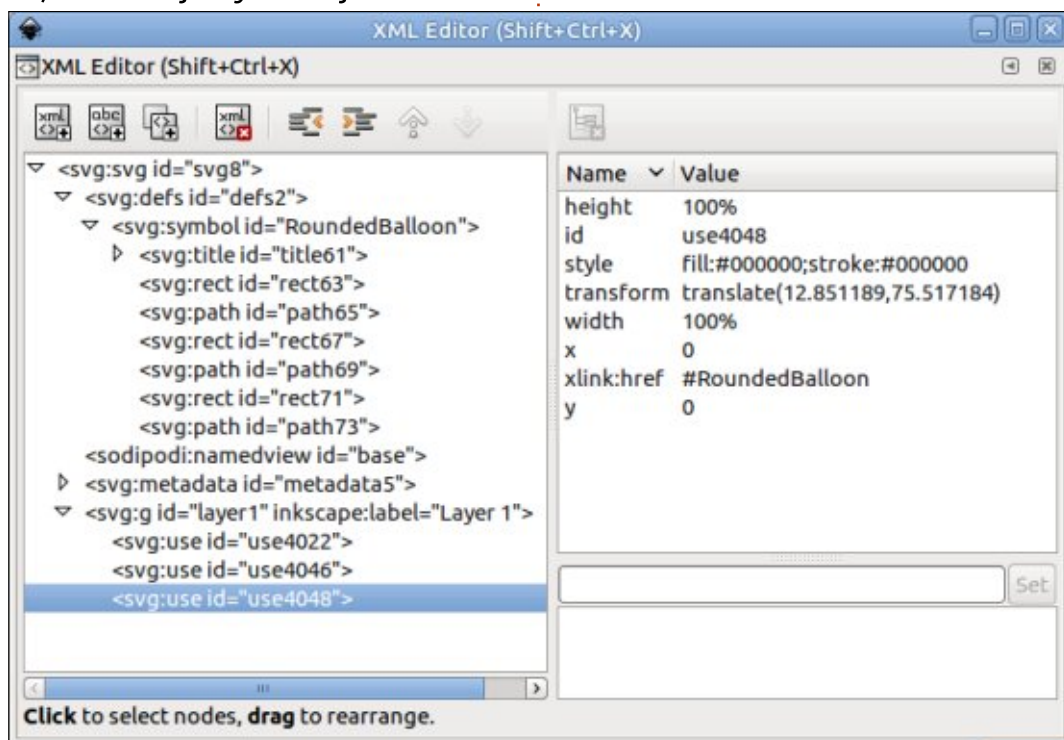 XML Editor (Shift+Ctrl+X)
XML Editor (Shift+Ctrl+X)
<svg:svg id="svg8">
<svg:defs id="defs2">
<svg:symbol id="RoundedBalloon">
<svg:title id="title61">
<svg:rect id="rect63">
<svg:path id="path65">
<svg:rect id="rect67">
<svg:path id="path69">
<svg:rect id="rect71">
<svg:path id="path73">
<sodipodi:namedview id="base">
<svg:metadata id="metadata5">
<svg:g id="layer1" inkscape:label="Layer 1">
<svg:use id="use4022">
<svg:use id="use4046">
<svg:use id="use4048">
Name Value
height 100%
id use4048
style fill:#000000;stroke:#000000
transform translate(12.851189,75.517184)
width 100%
x 0
xlink:href #RoundedBalloon
y 0
Set
Click to select nodes, drag to rearrange.